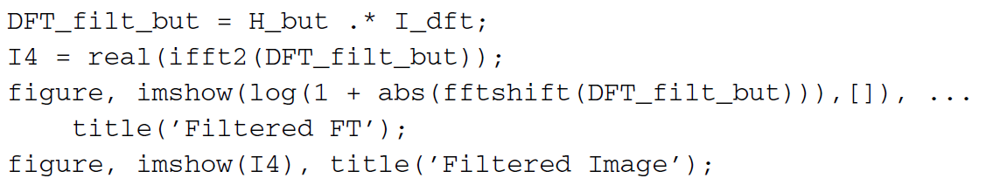 DFT_filt_but = H_but .* I_dft;
I4 = real(ifft2(DFT_filt_but));
figure, imshow(log(1 + abs(fftshift(DFT_filt_but))),[]), ...
title(’Filtered FT’);
figure, imshow(I4), title(’Filtered Image’);